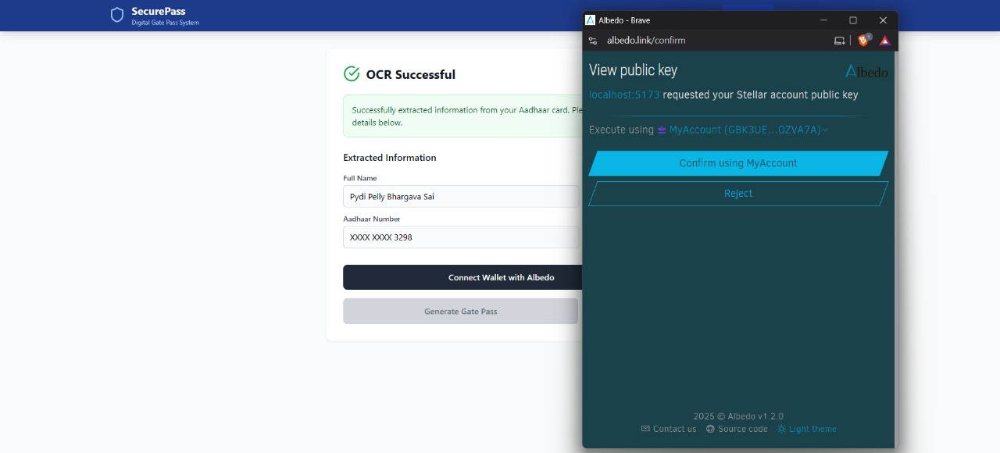 SecurePass
Digital Gate Pass System
OCR Successful
Successfully extracted information from your Aadhaar card.
details below.
Extracted Information
Full Name
Pydi Pelly Bhargava Sai
Aadhaar Number
XXXX XXXX 3298
Connect Wallet with Albedo
Generate Gate Pass
Albedo - Brave
albedo.link/confirm
1
View public key
Albedo
localhost:5173 requested your Stellar account public key
Execute using MyAccount (GBK3UE...OZVA7A)
Confirm using MyAccount
Reject
2025 © Albedo v1.2.0
Contact us Source code Light theme